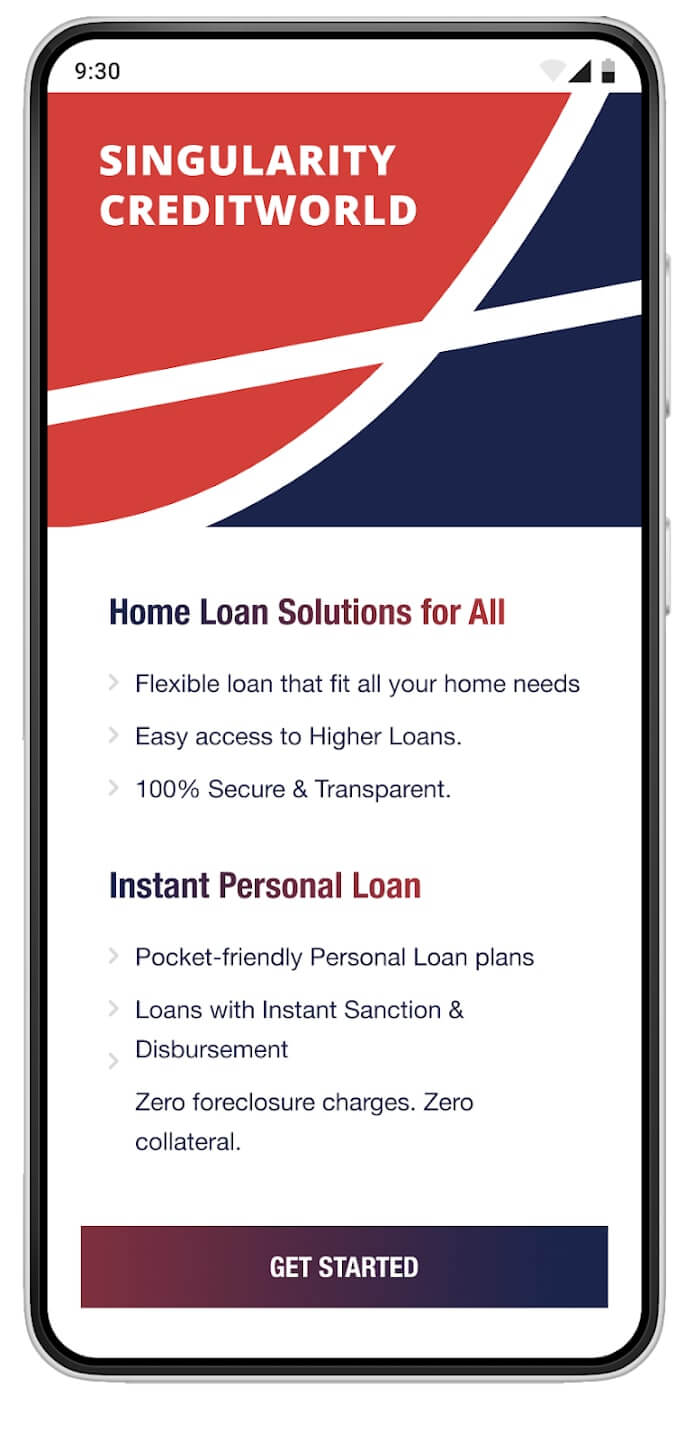 9:30
SINGULARITY
CREDITWORLD
Home Loan Solutions for All
Flexible loan that fit all your home needs
Easy access to Higher Loans.
100% Secure & Transparent.
Instant Personal Loan
Pocket-friendly Personal Loan plans
Loans with Instant Sanction &
Disbursement
Zero foreclosure charges. Zero
collateral.
GET STARTED